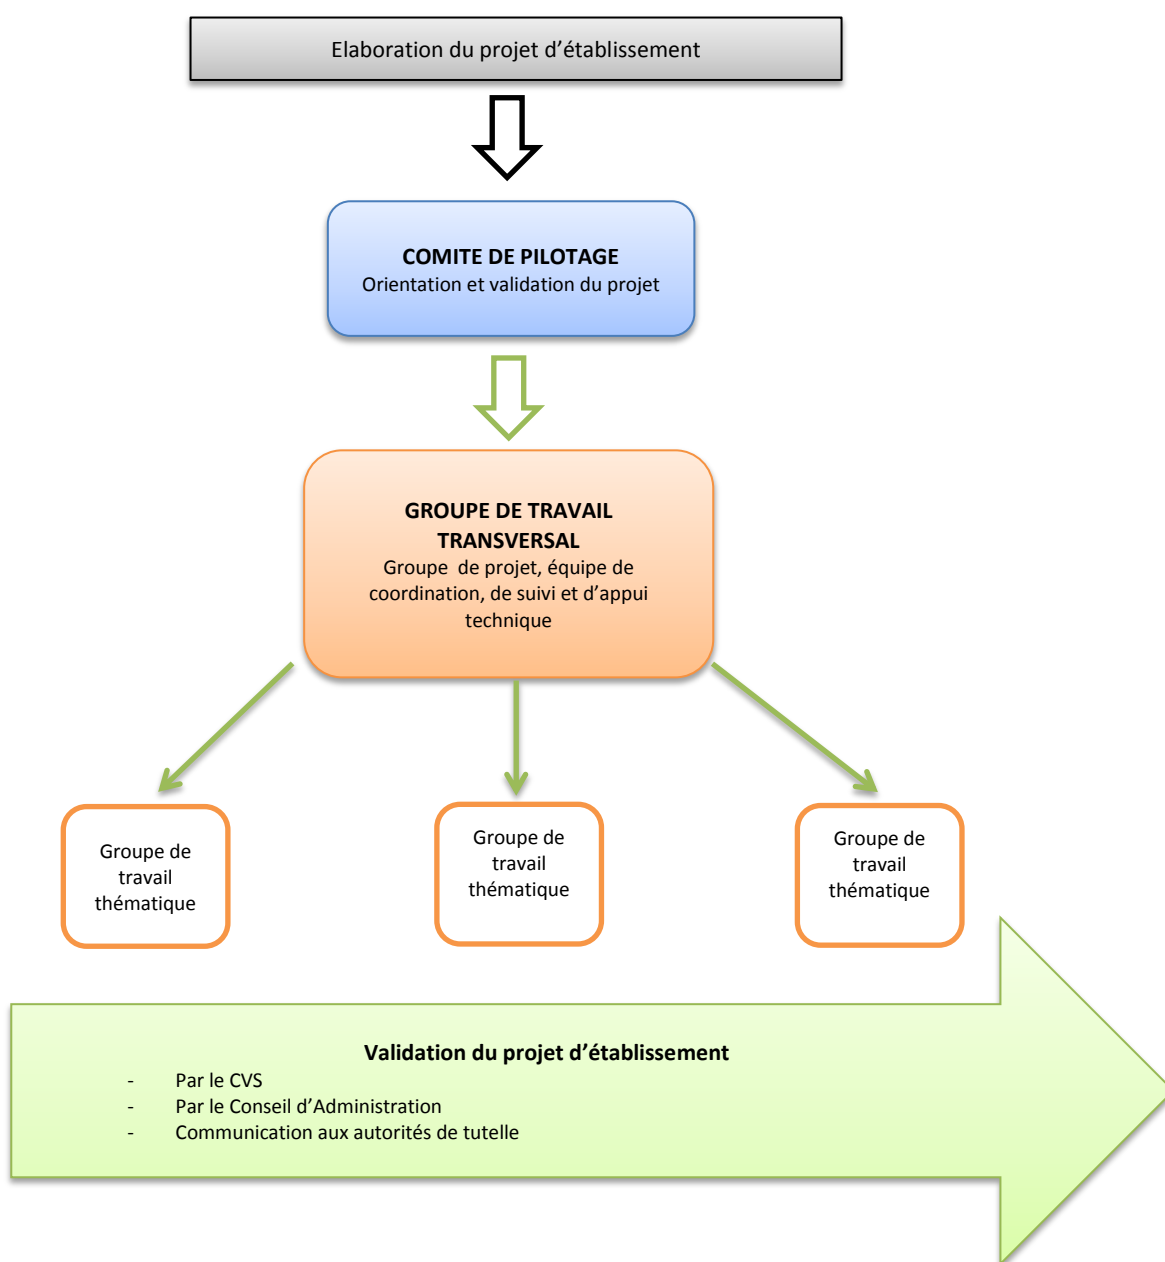 Elaboration du projet d’établissement
COMITE DE PILOTAGE
Orientation et validation du projet
GROUPE DE TRAVAIL
TRANSVERSAL
Groupe de projet, équipe de
coordination, de suivi et d’appui
technique
Groupe de
travail
thématique
Groupe de
travail
thématique
Groupe de
travail
thématique
Validation du projet d’établissement
- Par le CVS
- Par le Conseil d’Administration
- Communication aux autorités de tutelle